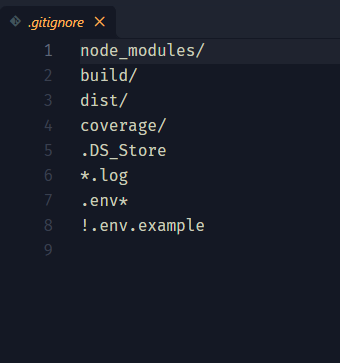 .gitignore ×
1 node_modules/
2 build/
3 dist/
4 coverage/
5 .DS_Store
6 *.log
7 .env*
8 !.env.example
9